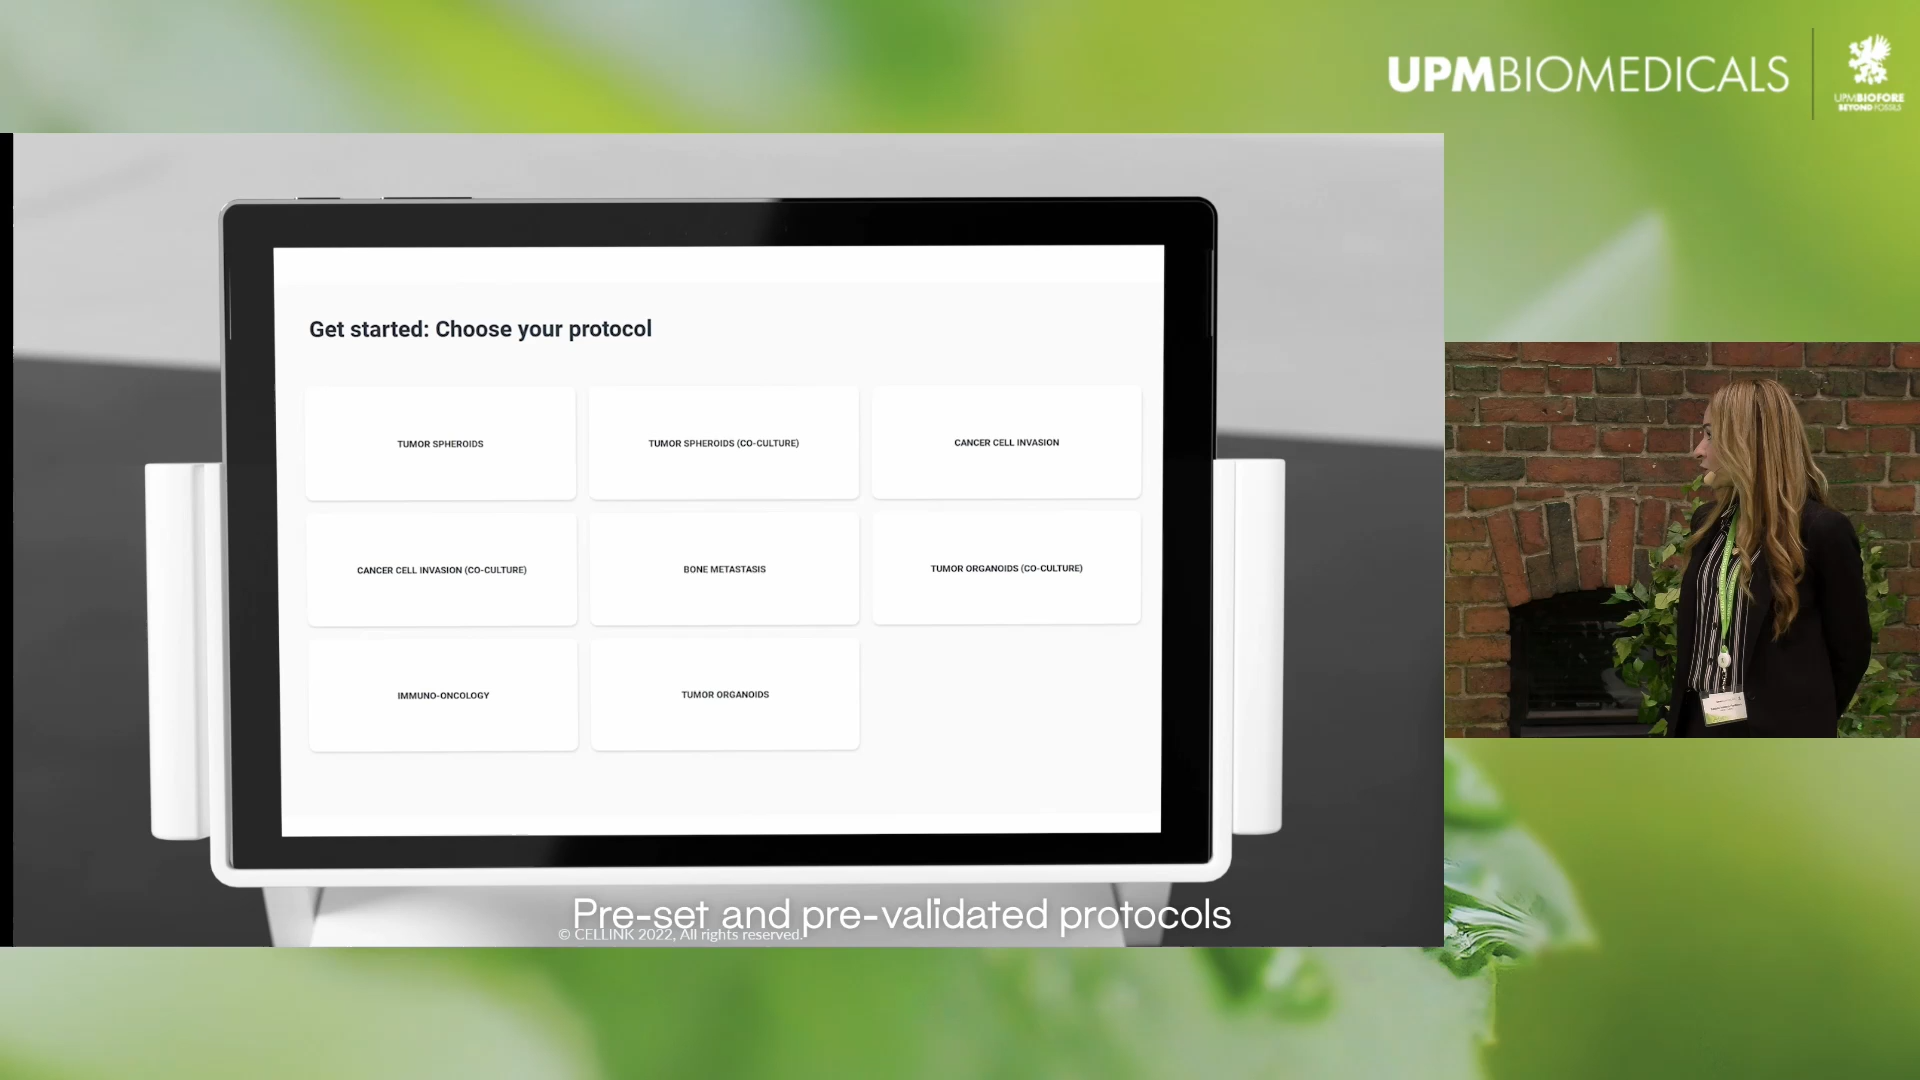 UPMBIOMEDICALS
UPMBIOFORE
BEYOND FOSSILS
Get started: Choose your protocol
TUMOR SPHEROIDS
TUMOR SPHEROIDS (CO-CULTURE)
CANCER CELL INVASION
CANCER CELL INVASION (CO-CULTURE)
BONE METASTASIS
TUMOR ORGANOIDS (CO-CULTURE)
IMMUNO-ONCOLOGY
TUMOR ORGANOIDS
Pre-set and pre-validated protocols
© CELLINK 2022, All rights reserved.